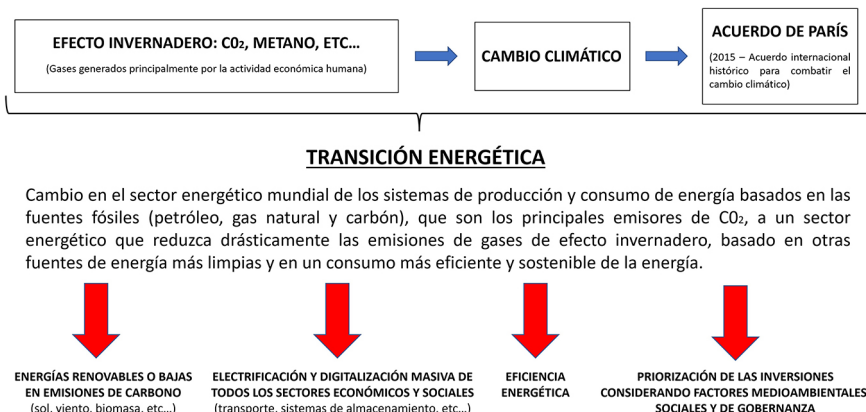 EFECTO INVERNADERO: C0₂, METANO, ETC...
(Gases generados principalmente por la actividad económica humana)
CAMBIO CLIMÁTICO
ACUERDO DE PARÍS
(2015 – Acuerdo internacional
histórico para combatir el
cambio climático)
TRANSICIÓN ENERGÉTICA
Cambio en el sector energético mundial de los sistemas de producción y consumo de energía basados en las
fuentes fósiles (petróleo, gas natural y carbón), que son los principales emisores de C0₂, a un sector
energético que reduzca drásticamente las emisiones de gases de efecto invernadero, basado en otras
fuentes de energía más limpias y en un consumo más eficiente y sostenible de la energía.
ENERGÍAS RENOVABLES O BAJAS
EN EMISIONES DE CARBONO
(sol, viento, biomasa, etc...)
ELECTRIFICACIÓN Y DIGITALIZACIÓN MASIVA DE
TODOS LOS SECTORES ECONÓMICOS Y SOCIALES
(transporte, sistemas de almacenamiento, etc...)
EFICIENCIA
ENERGÉTICA
PRIORIZACIÓN DE LAS INVERSIONES
CONSIDERANDO FACTORES MEDIOAMBIENTALES
SOCIALES Y DE GOBERNANZA